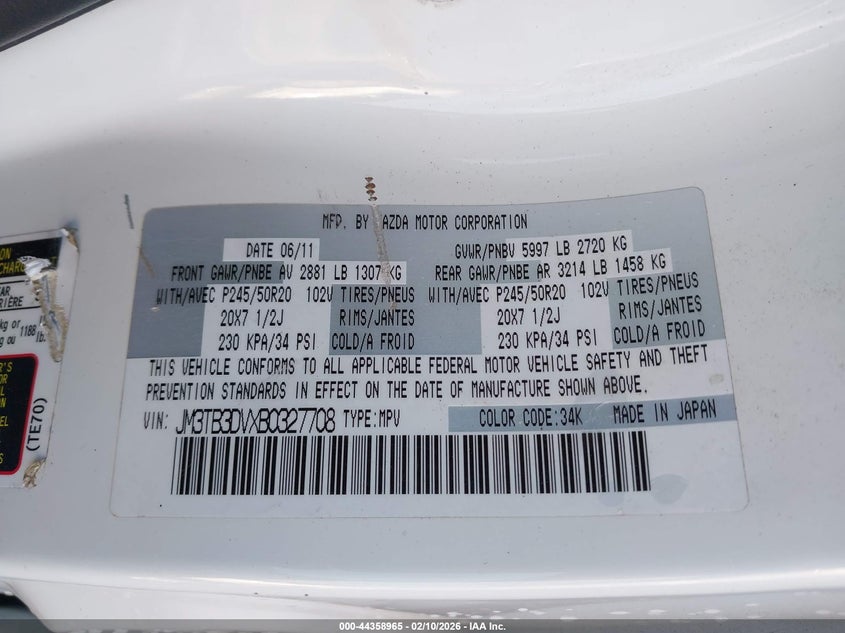 MFD. BY AZDA MOTOR CORPORATION
DATE 06/11
GVWR/PNBV 5997 LB 2720 KG
FRONT GAWR/PNBE AV 2881 LB 1307 KG
REAR GAWR/PNBE AR 3214 LB 1458 KG
WITH/AVEC P245/50R20 102V TIRES/PNEUS
WITH/AVEC P245/50R20 102V TIRES/PNEUS
20X7 1/2J RIMS/JANTES
20X7 1/2J RIMS/JANTES
230 KPA/34 PSI COLD/A FROID
230 KPA/34 PSI COLD/A FROID
THIS VEHICLE CONFORMS TO ALL APPLICABLE FEDERAL MOTOR VEHICLE SAFETY AND THEFT
PREVENTION STANDARDS IN EFFECT ON THE DATE OF MANUFACTURE SHOWN ABOVE.
VIN: JM3TB3DVXB0327708 TYPE:MPV COLOR CODE:34K MADE IN JAPAN
kg or 1188
(TE70)
000-44358965 — 02/10/2026 — IAA Inc.